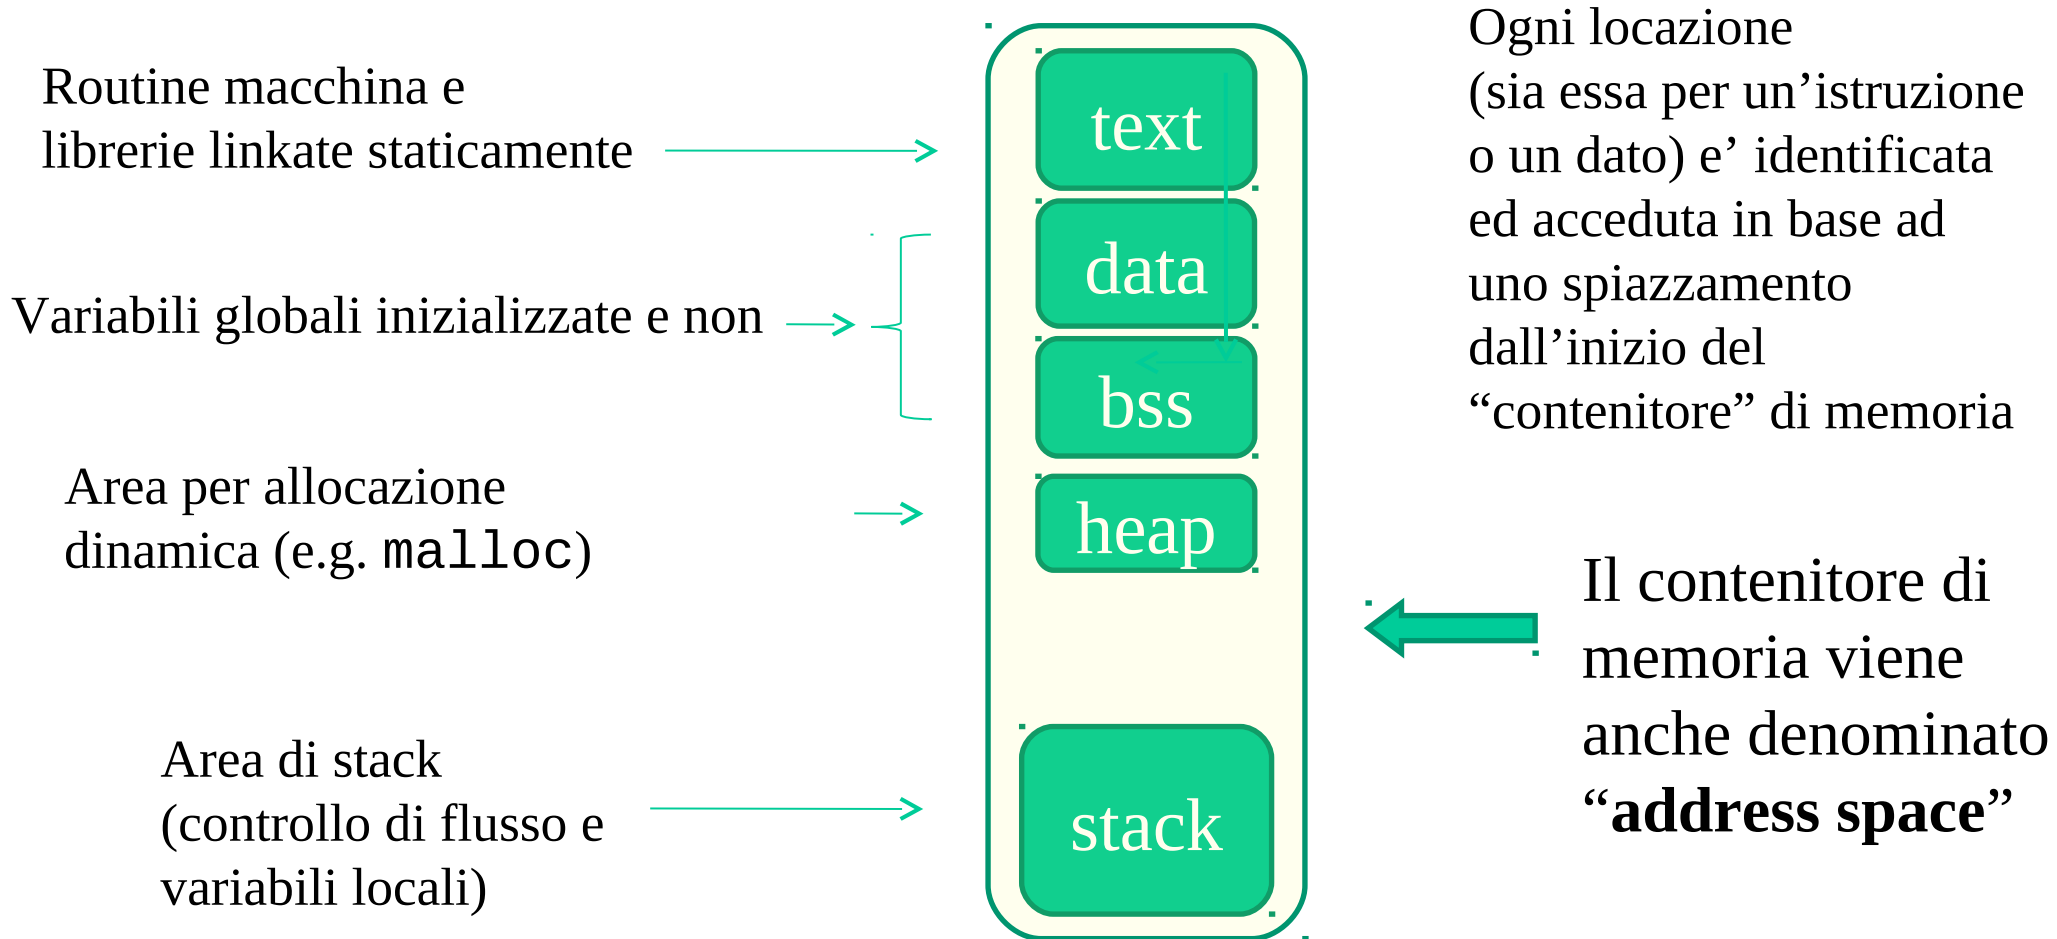 Routine macchina e
librerie linkate staticamente
Variabili globali inizializzate e non
Area per allocazione
dinamica (e.g. malloc)
Area di stack
(controllo di flusso e
variabili locali)
text
data
bss
heap
stack
Ogni locazione
(sia essa per un’istruzione
o un dato) e’ identificata
ed acceduta in base ad
uno spiazzamento
dall’inizio del
“contenitore” di memoria
Il contenitore di
memoria viene
anche denominato
“address space”